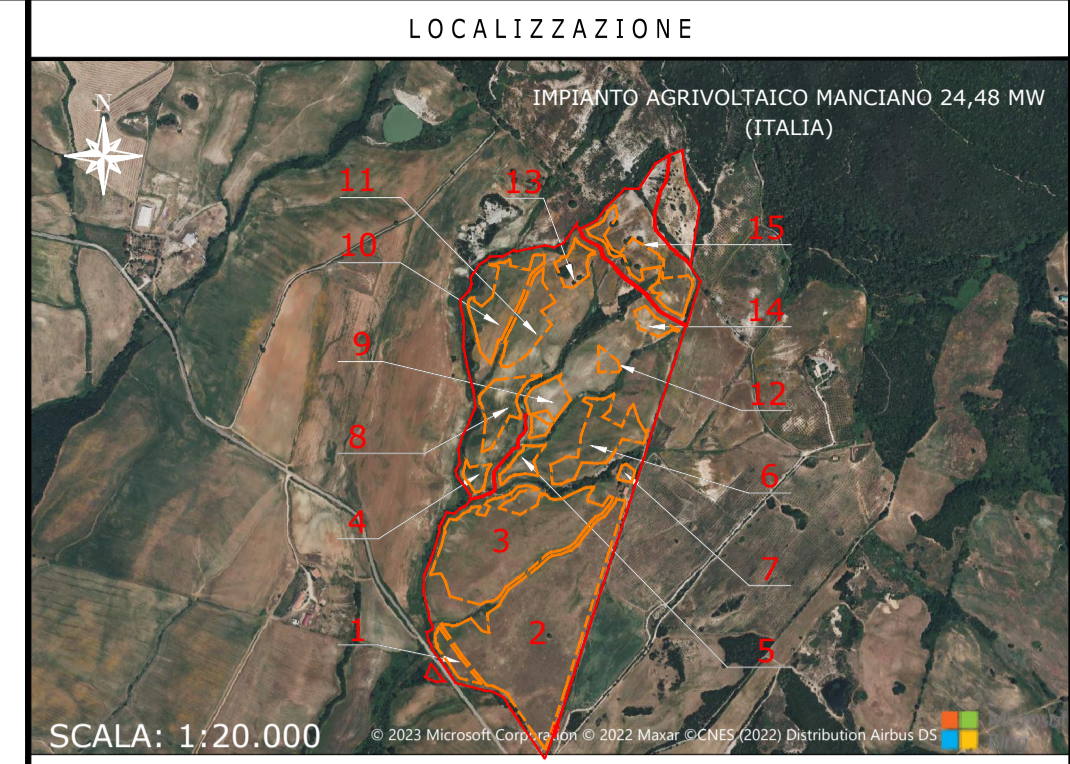 LOCALIZZAZIONE
IMPIANTO AGRIVOLTAICO MANCIANO 24,48 MW
(ITALIA)
N
11
13
10
15
14
9
12
8
6
4
3
7
1
2
5
SCALA: 1:20.000
© 2023 Microsoft Corporation © 2022 Maxar ©CNES (2022) Distribution Airbus DS